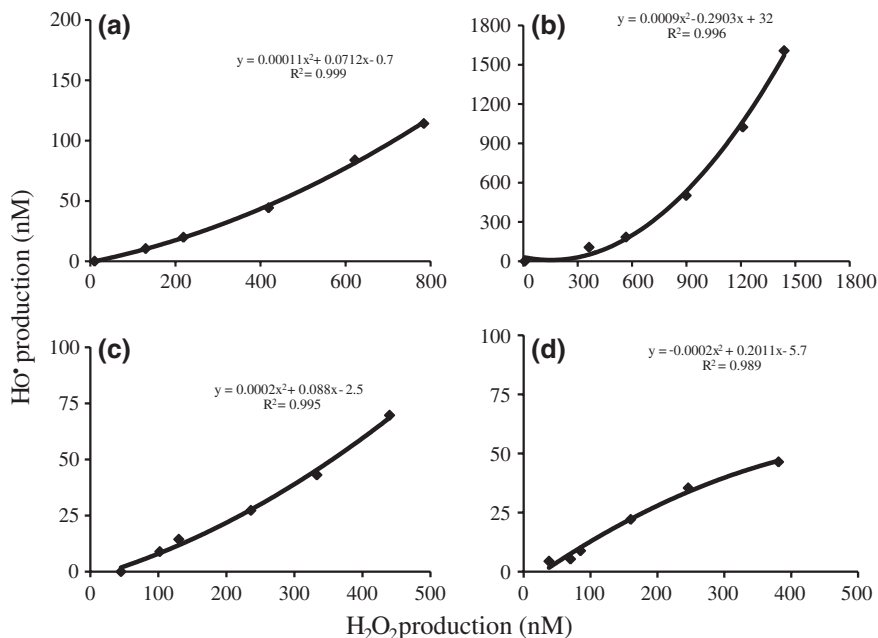 (a)
y = 0.00011x²+ 0.0712x- 0.7
R² = 0.999
200
150
100
50
0
0 200 400 600 800
(b)
y = 0.0009x²-0.2903x + 32
R² = 0.996
1800
1500
1200
900
600
300
0
0 300 600 900 1200 1500 1800
(c)
y = 0.0002x²+ 0.088x- 2.5
R² = 0.995
100
75
50
25
0
0 100 200 300 400 500
(d)
y = -0.0002x² + 0.2011x- 5.7
R² = 0.989
100
75
50
25
0
0 100 200 300 400 500
HO• production (nM)
H₂O₂production (nM)